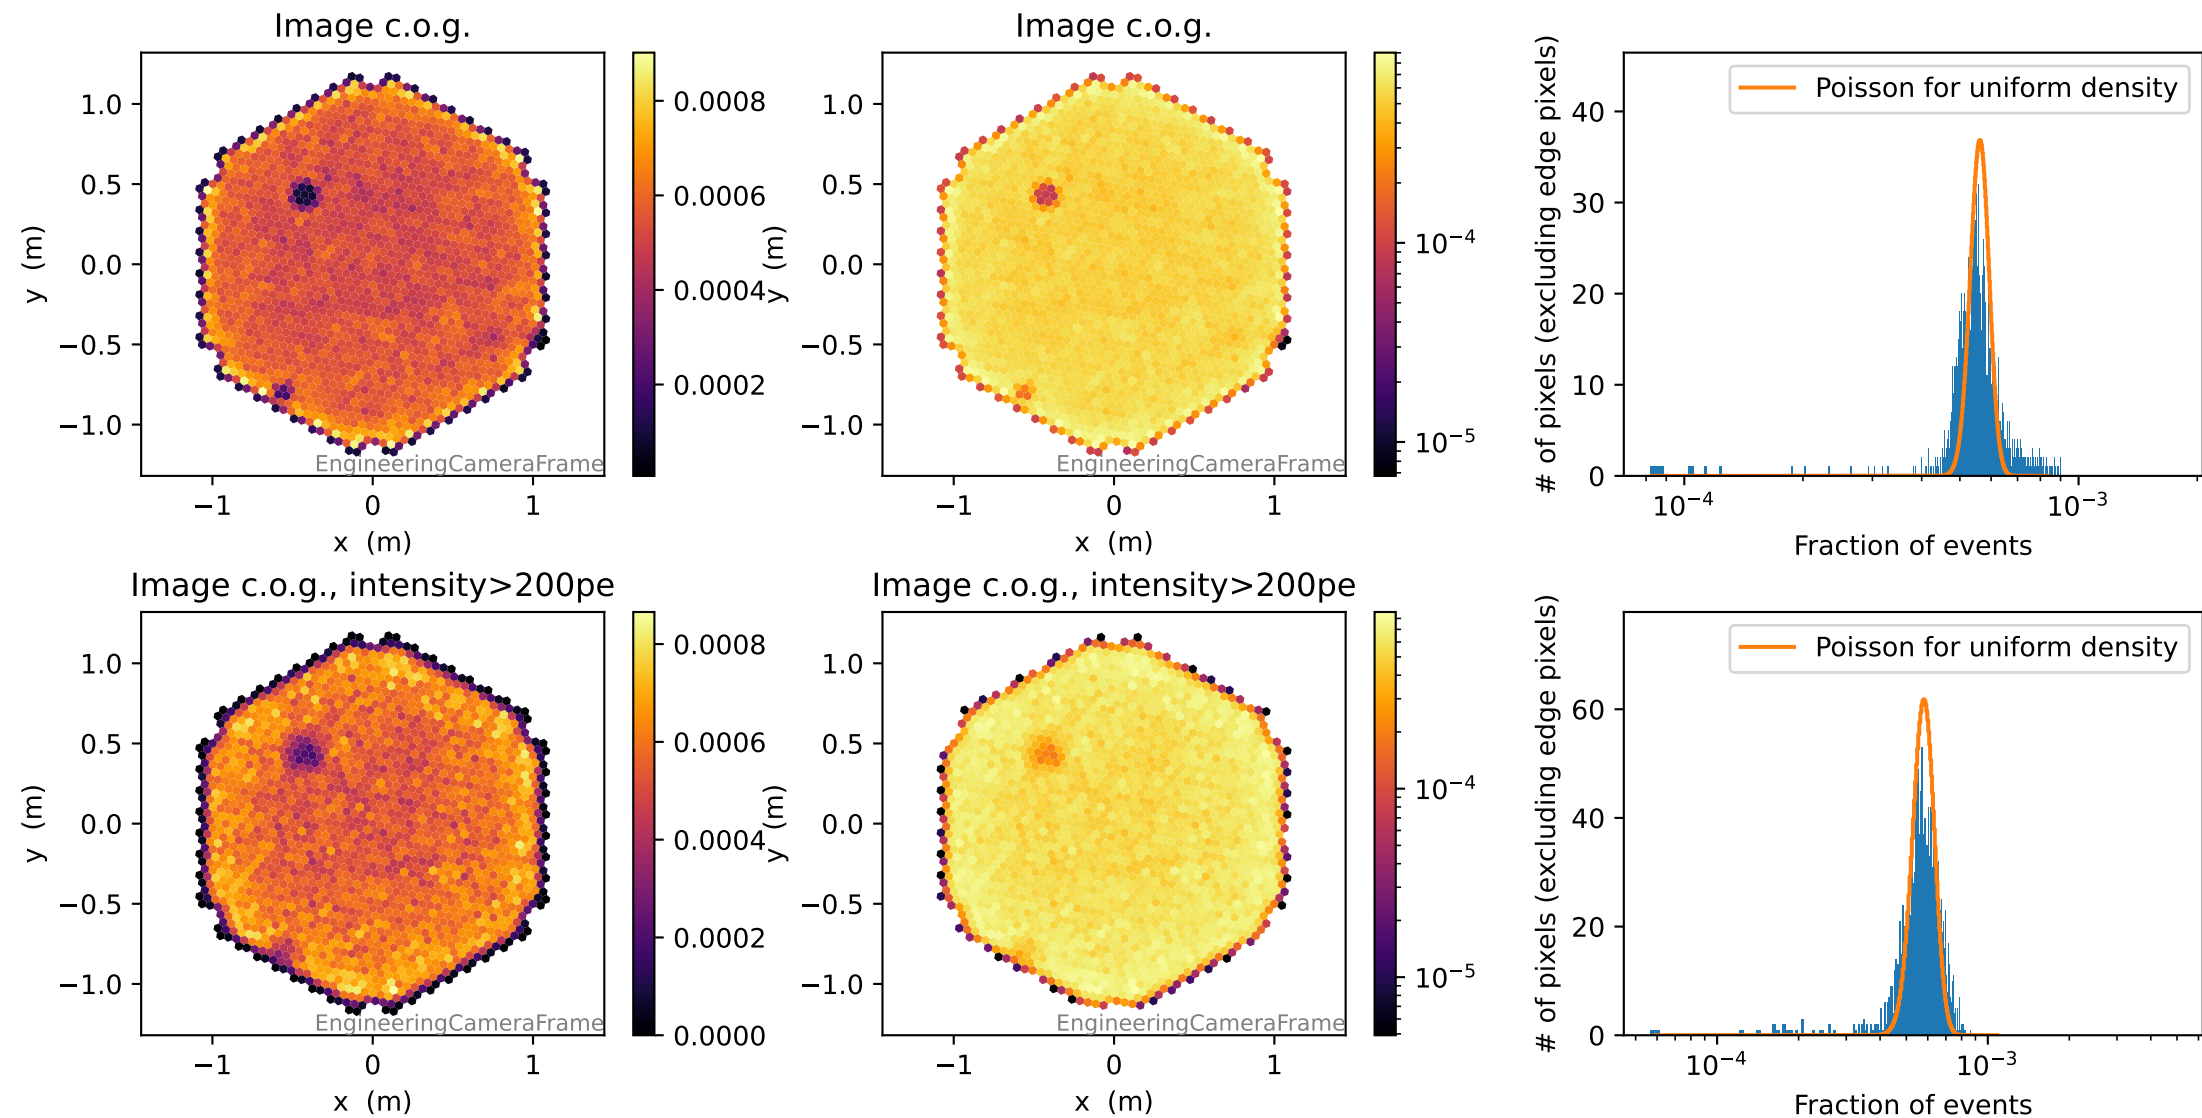 Image c.o.g.
1.0
0.5
0.0
−0.5
−1.0
y (m)
−1 0 1
x (m)
EngineeringCameraFrame
0.0008
0.0006
0.0004
0.0002
Image c.o.g.
1.0
0.5
0.0
−0.5
−1.0
y (m)
−1 0 1
x (m)
EngineeringCameraFrame
10⁻⁴
10⁻⁵
Poisson for uniform density
# of pixels (excluding edge pixels)
40
30
20
10
0
10⁻⁴ 10⁻³
Fraction of events
Image c.o.g., intensity>200pe
1.0
0.5
0.0
−0.5
−1.0
y (m)
−1 0 1
x (m)
EngineeringCameraFrame
0.0008
0.0006
0.0004
0.0002
0.0000
Image c.o.g., intensity>200pe
1.0
0.5
0.0
−0.5
−1.0
y (m)
−1 0 1
x (m)
EngineeringCameraFrame
10⁻⁴
10⁻⁵
Poisson for uniform density
# of pixels (excluding edge pixels)
60
40
20
0
10⁻⁴ 10⁻³
Fraction of events